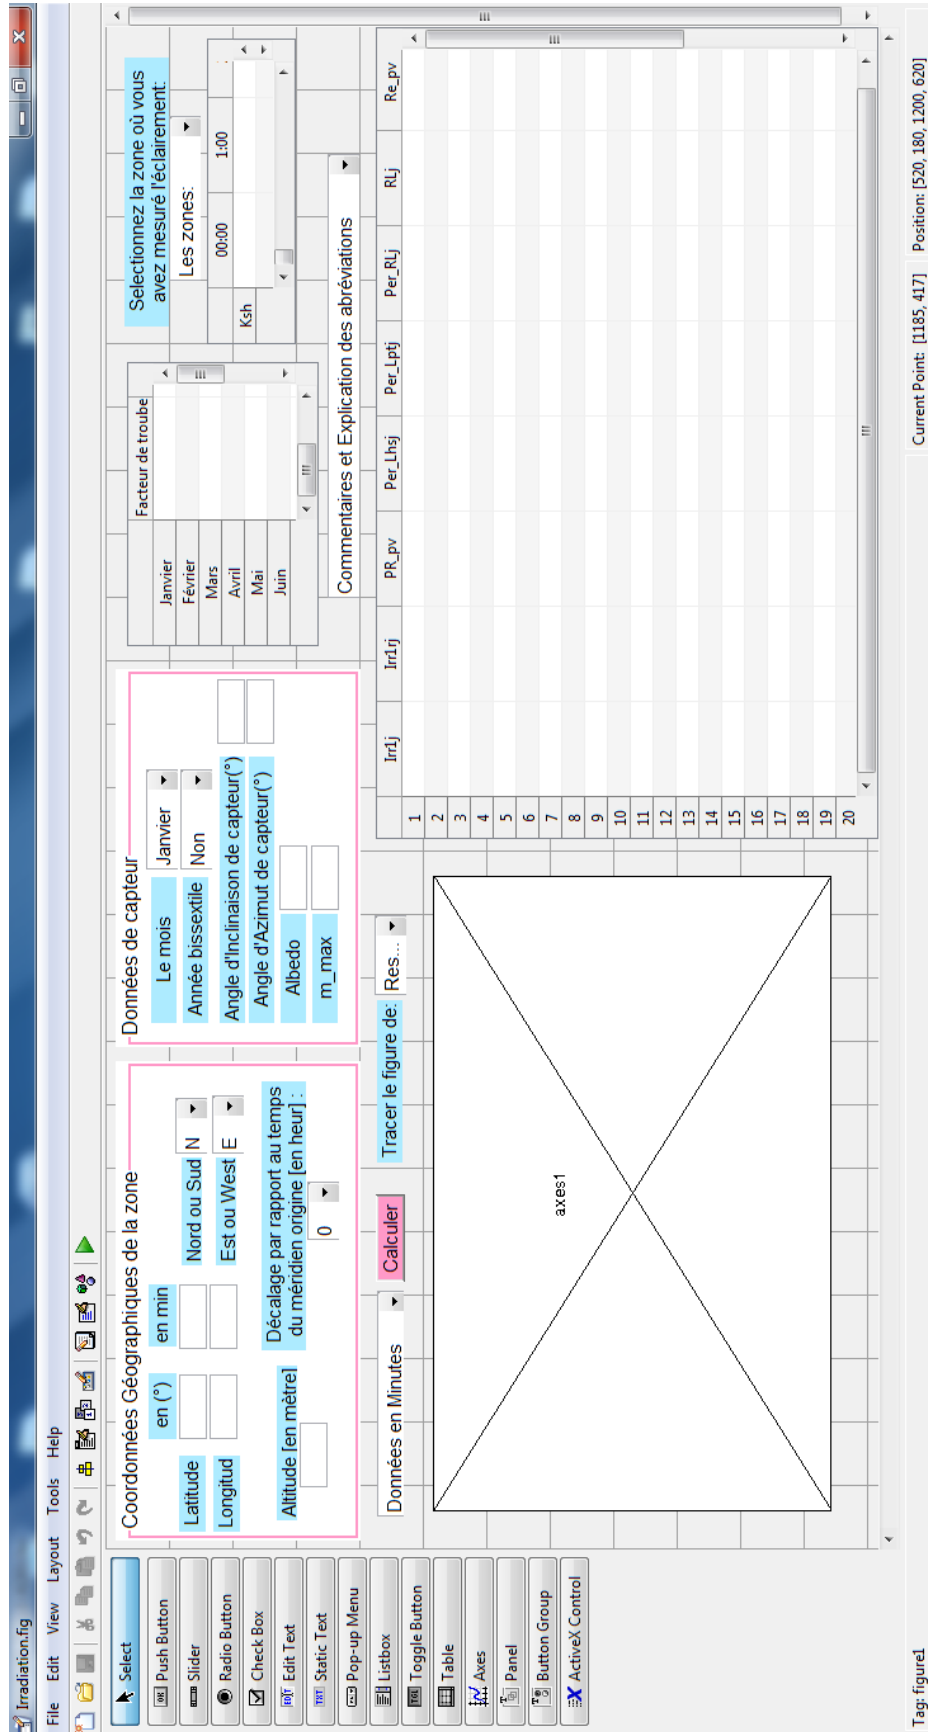 Irradiation.fig
File Edit View Layout Tools Help
Select
Push Button
Slider
Radio Button
Check Box
Edit Text
Static Text
Pop-up Menu
Listbox
Toggle Button
Table
Axes
Panel
Button Group
ActiveX Control
Coordonnées Géographiques de la zone
en (°) en min
Latitude Nord ou Sud N
Longitud Est ou West E
Altitude [en mètre]
Décalage par rapport au temps
du méridien origine [en heur] :
0
Données de capteur
Le mois Janvier
Année bissextile Non
Angle d'Inclinaison de capteur(°)
Angle d'Azimut de capteur(°)
Albedo
m_max
Facteur de trouble
Janvier
Février
Mars
Avril
Mai
Juin
Selectionnez la zone où vous
avez mesuré l'éclairement:
Les zones:
00:00 1:00
Ksh
Commentaires et Explication des abréviations
Données en Minutes Calculer Tracer le figure de: Res...
axes1
Irr1j Irr1rj PR_pv Per_Lhsj Per_Lptj Per_RLj RLj Re_pv
1
2
3
4
5
6
7
8
9
10
11
12
13
14
15
16
17
18
19
20
Tag: figure1 Current Point: [1185, 417] Position: [520, 180, 1200, 620]